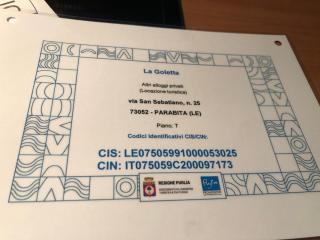 La Goletta
Altri alloggi privati
(Locazione turistica)
via San Sebatiano, n. 25
73052 - PARABITA (LE)
Piano: T
Codici Identificativi CIS/CIN:
CIS: LE07505991000053025
CIN: IT075059C200097173
REGIONE PUGLIA